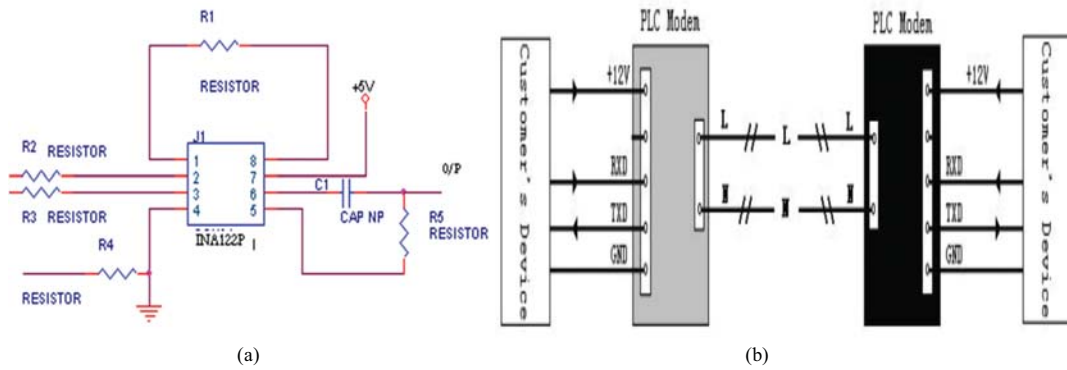 R1
RESISTOR
+5V
J1
R2 RESISTOR
1 8
2 7
3 6
4 5
C1
O/P
CAP NP
R3 RESISTOR
R5
RESISTOR
INA122P
R4
RESISTOR
(a)
PLC Modem
PLC Modem
Customer's Device
+12V
RXD
TXD
GND
L
L
L
N
N
N
+12V
RXD
TXD
GND
Customer's Device
(b)